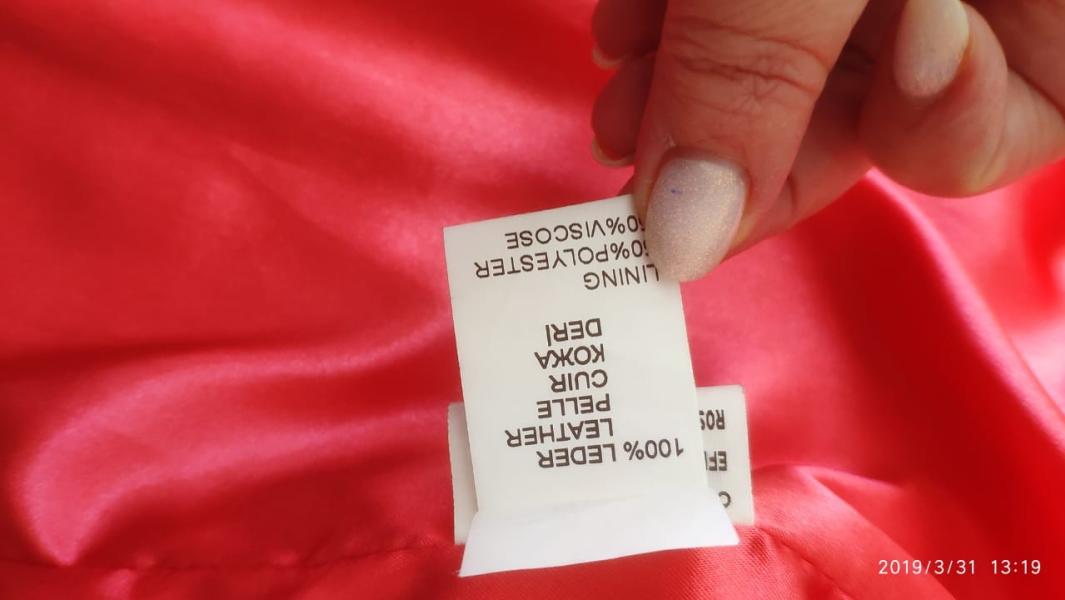 100% LEDER
LEATHER
PELLE
CUIR
КОЖА
DERİ
LINING
50%POLYESTER
50%VISCOSE
2019/3/31 13:19